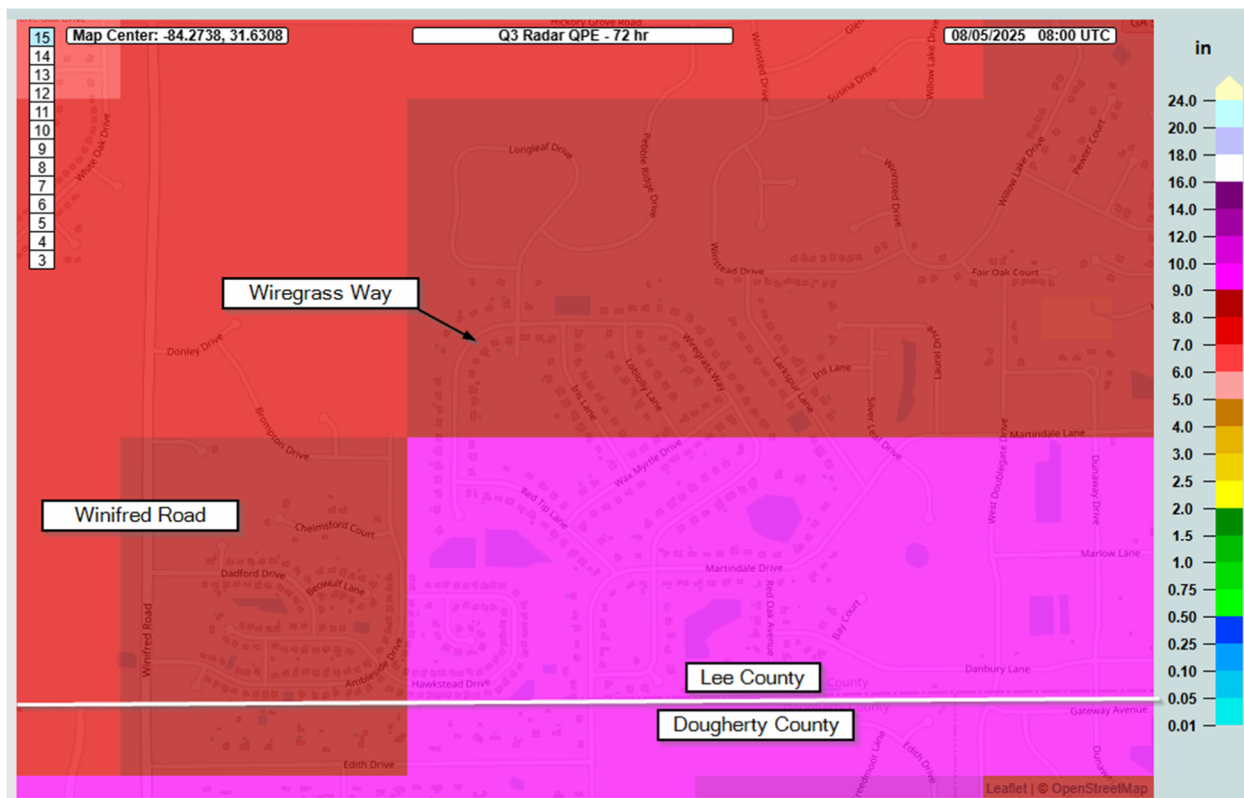 Hickory Grove Road
15
Map Center: -84.2738, 31.6308
Q3 Radar QPE - 72 hr
08/05/2025 08:00 UTC
in
14
13
12
11
10
9
8
7
6
5
4
3
White Oak Drive
Longleaf Drive
Pebble Ridge Drive
Winnsted Drive
Susina Drive
Willow Lake Drive
Willow Lake Drive
Pewter Court
Winnsted Drive
Winstead Drive
Fair Oak Court
Wiregrass Way
Donley Drive
Brompton Drive
Iris Lane
Loblolly Lane
Wiregrass Way
Larkspur Lane
Iris Lane
Laurel Drive
Silver Leaf Drive
Martindale Lane
West Doublegate Drive
Dunaway Drive
Wax Myrtle Drive
Red Tip Lane
Winifred Road
Chelmsford Court
Dadford Drive
Beowulf Lane
Martindale Drive
Marlow Lane
Red Oak Avenue
Bay Court
Winifred Road
Ambleside Drive
Hawkstead Drive
Danbury Lane
Lee County
County
Dougherty County
Gateway Avenue
Edith Drive
Edith Drive
Leaflet | © OpenStreetMap
24.0
20.0
18.0
16.0
14.0
12.0
10.0
9.0
8.0
7.0
6.0
5.0
4.0
3.0
2.5
2.0
1.5
1.0
0.75
0.50
0.25
0.10
0.05
0.01